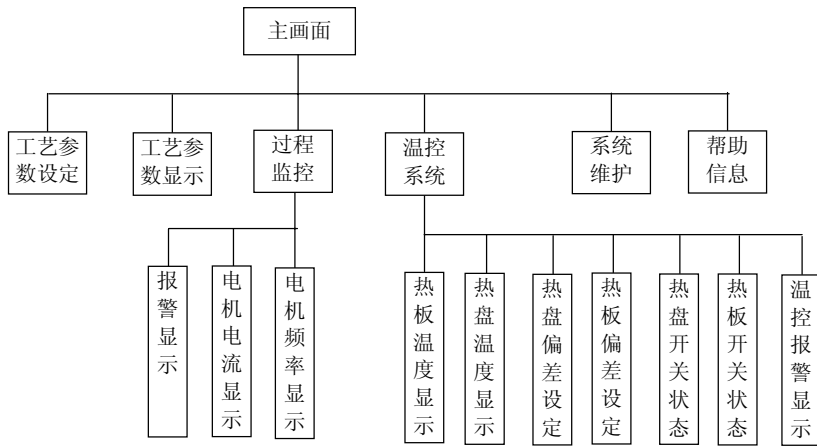 主画面
工艺参
数设定
工艺参
数显示
过程
监控
温控
系统
系统
维护
帮助
信息
报警显示
电机电流显示
电机频率显示
热板温度显示
热盘温度显示
热盘偏差设定
热板偏差设定
热盘开关状态
热板开关状态
温控报警显示